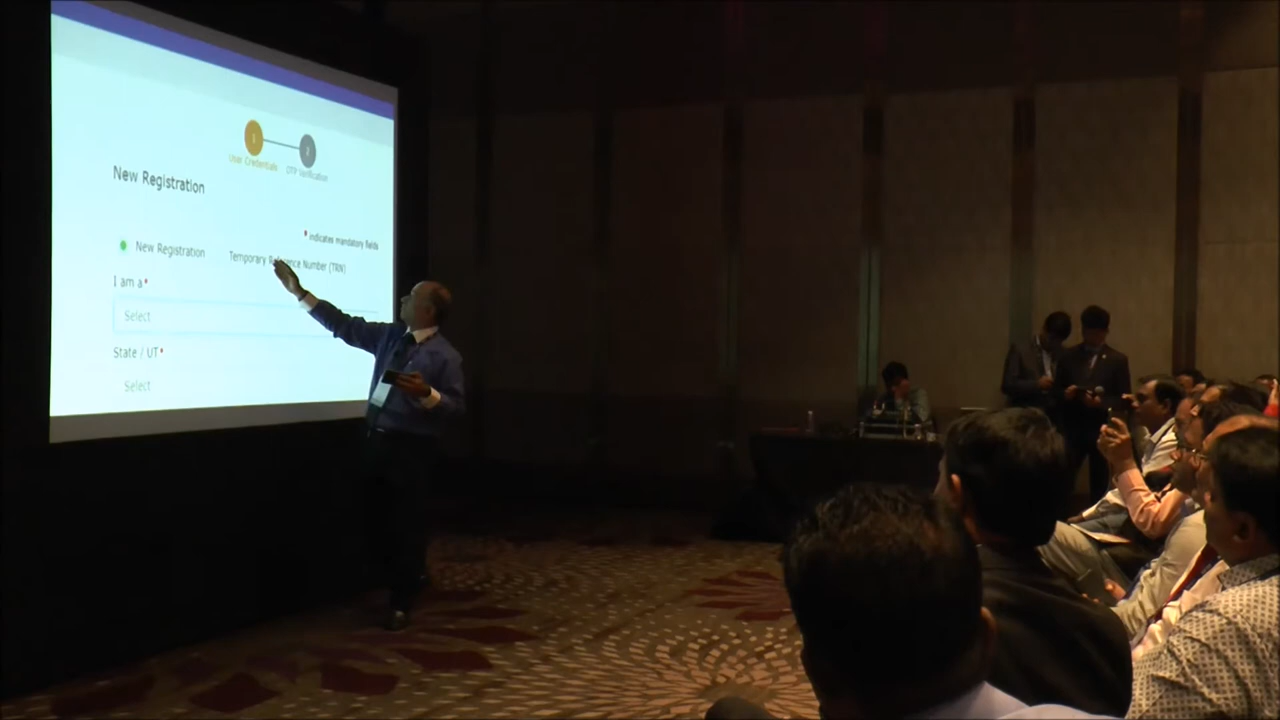 1
User Credentials
OTP Verification
New Registration
* indicates mandatory fields
New Registration
Temporary Reference Number (TRN)
I am a*
Select
State / UT*
Select